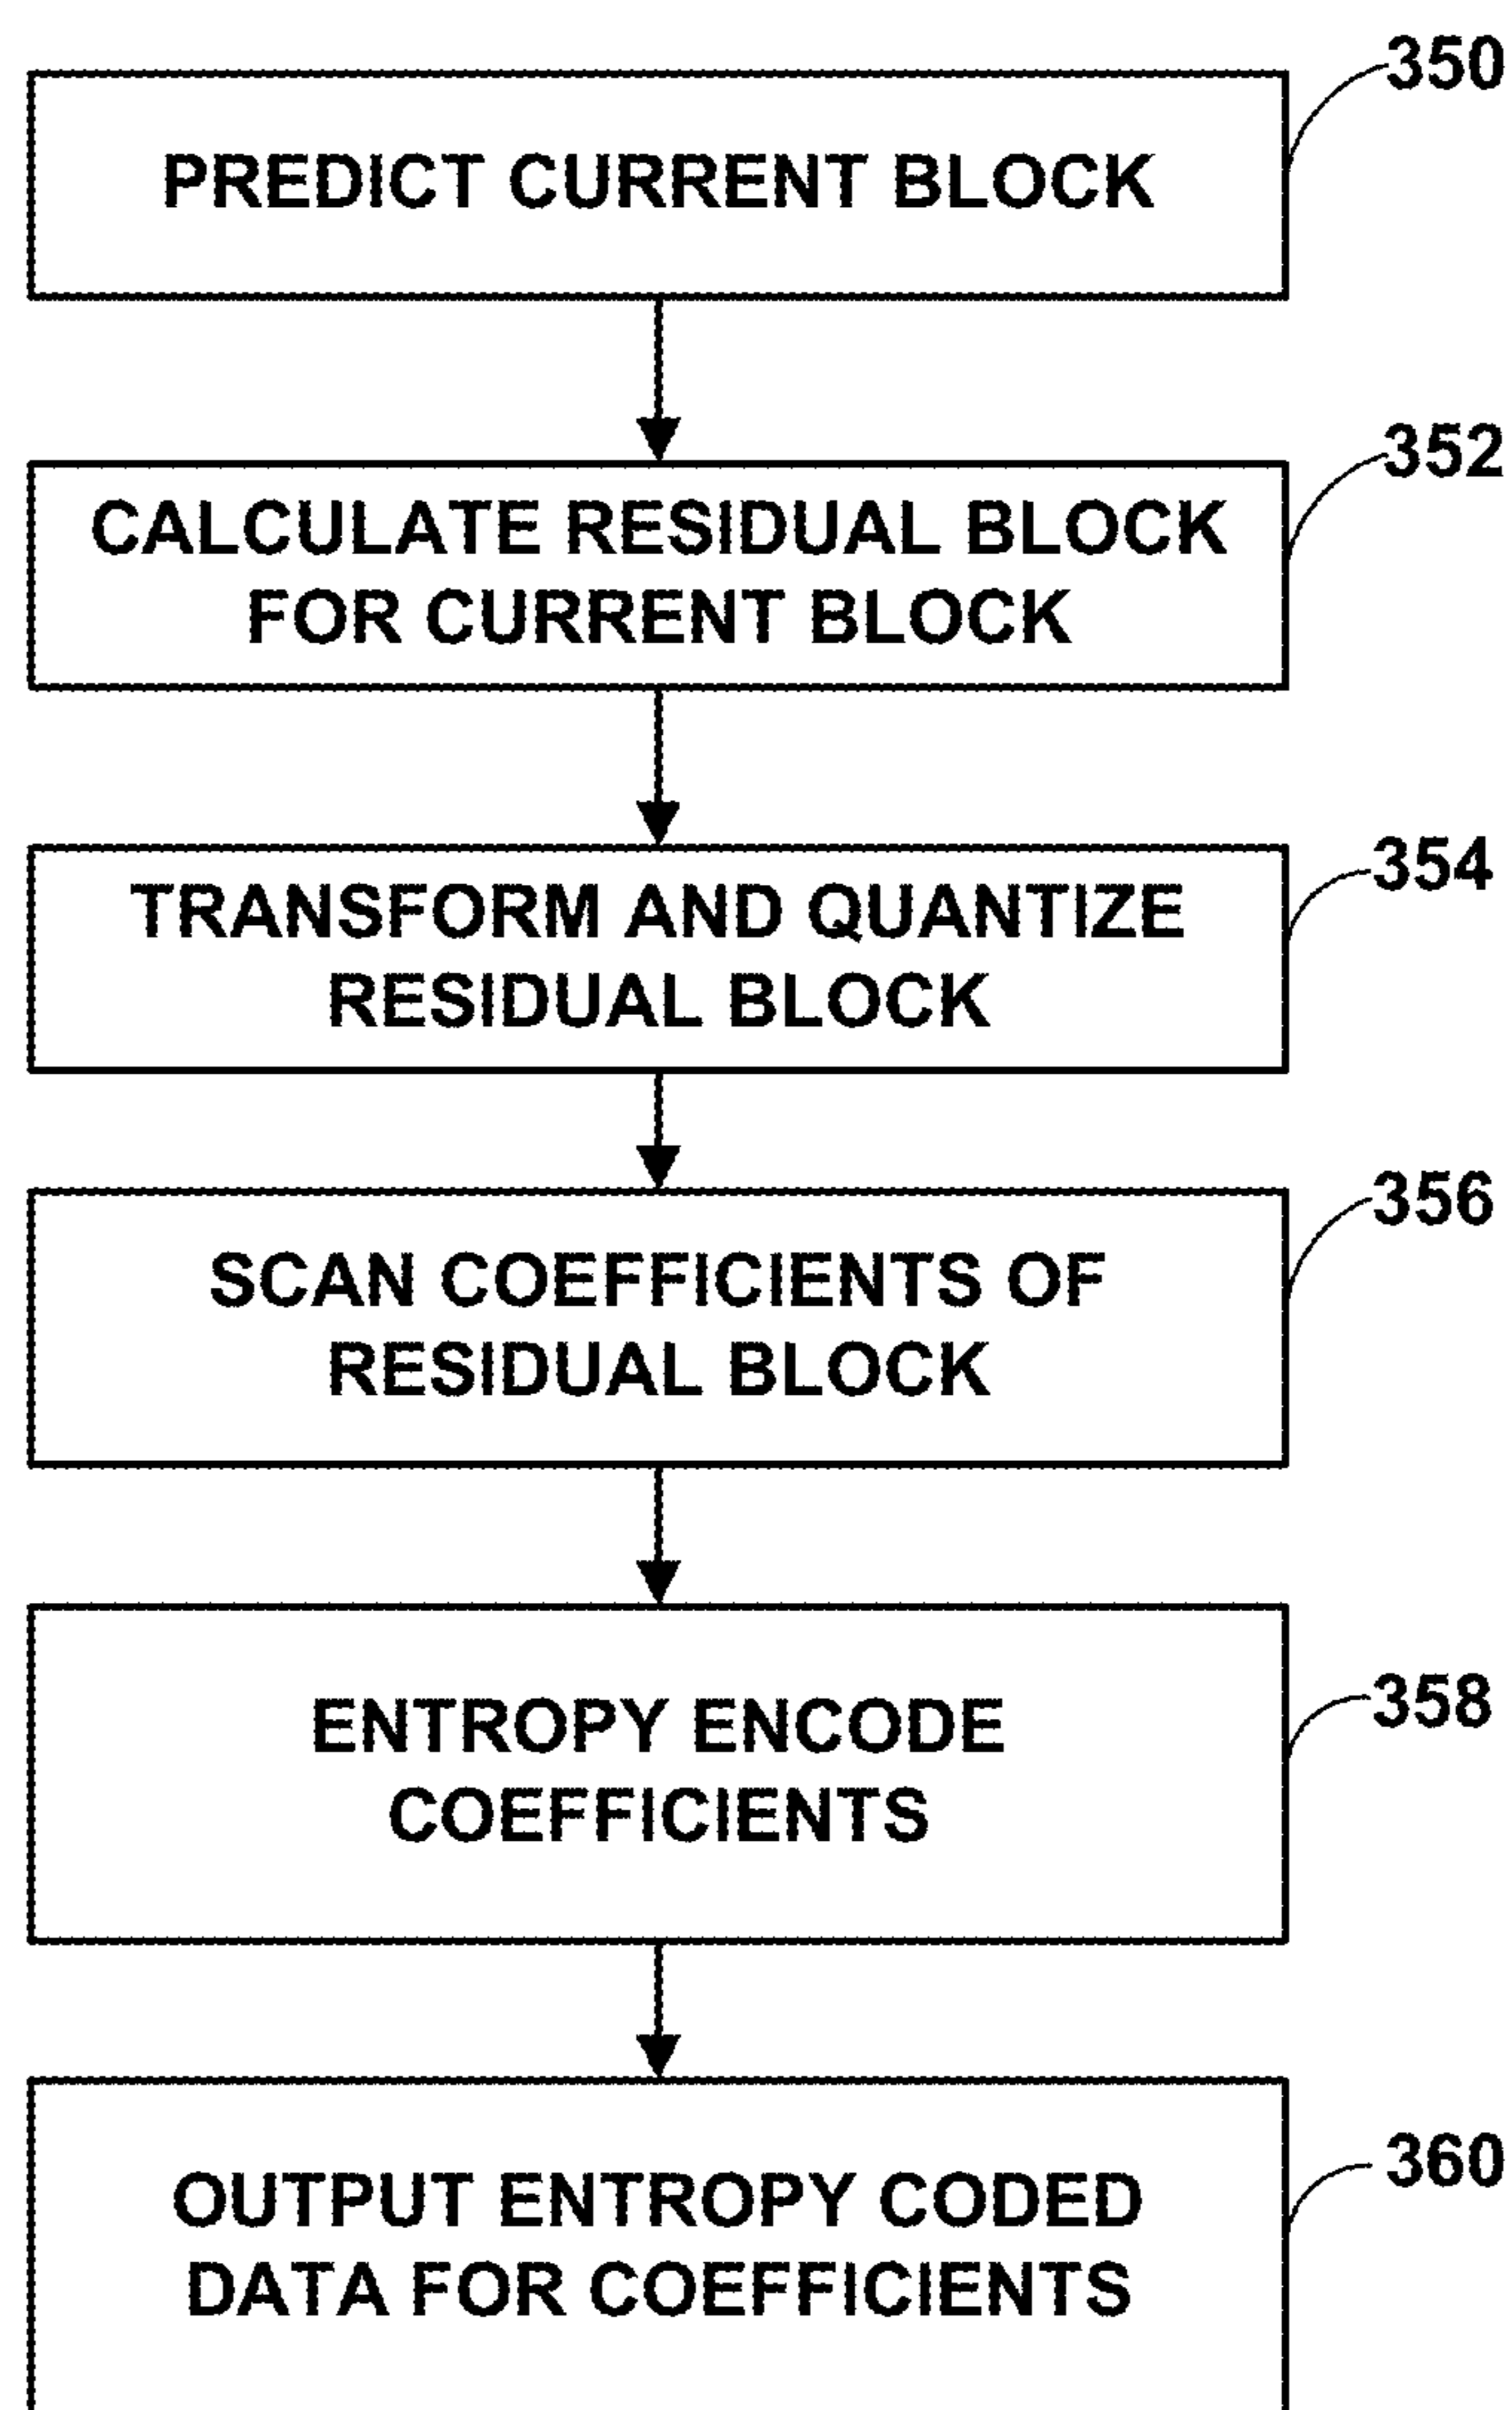 350
PREDICT CURRENT BLOCK
352
CALCULATE RESIDUAL BLOCK
FOR CURRENT BLOCK
354
TRANSFORM AND QUANTIZE
RESIDUAL BLOCK
356
SCAN COEFFICIENTS OF
RESIDUAL BLOCK
358
ENTROPY ENCODE
COEFFICIENTS
360
OUTPUT ENTROPY CODED
DATA FOR COEFFICIENTS